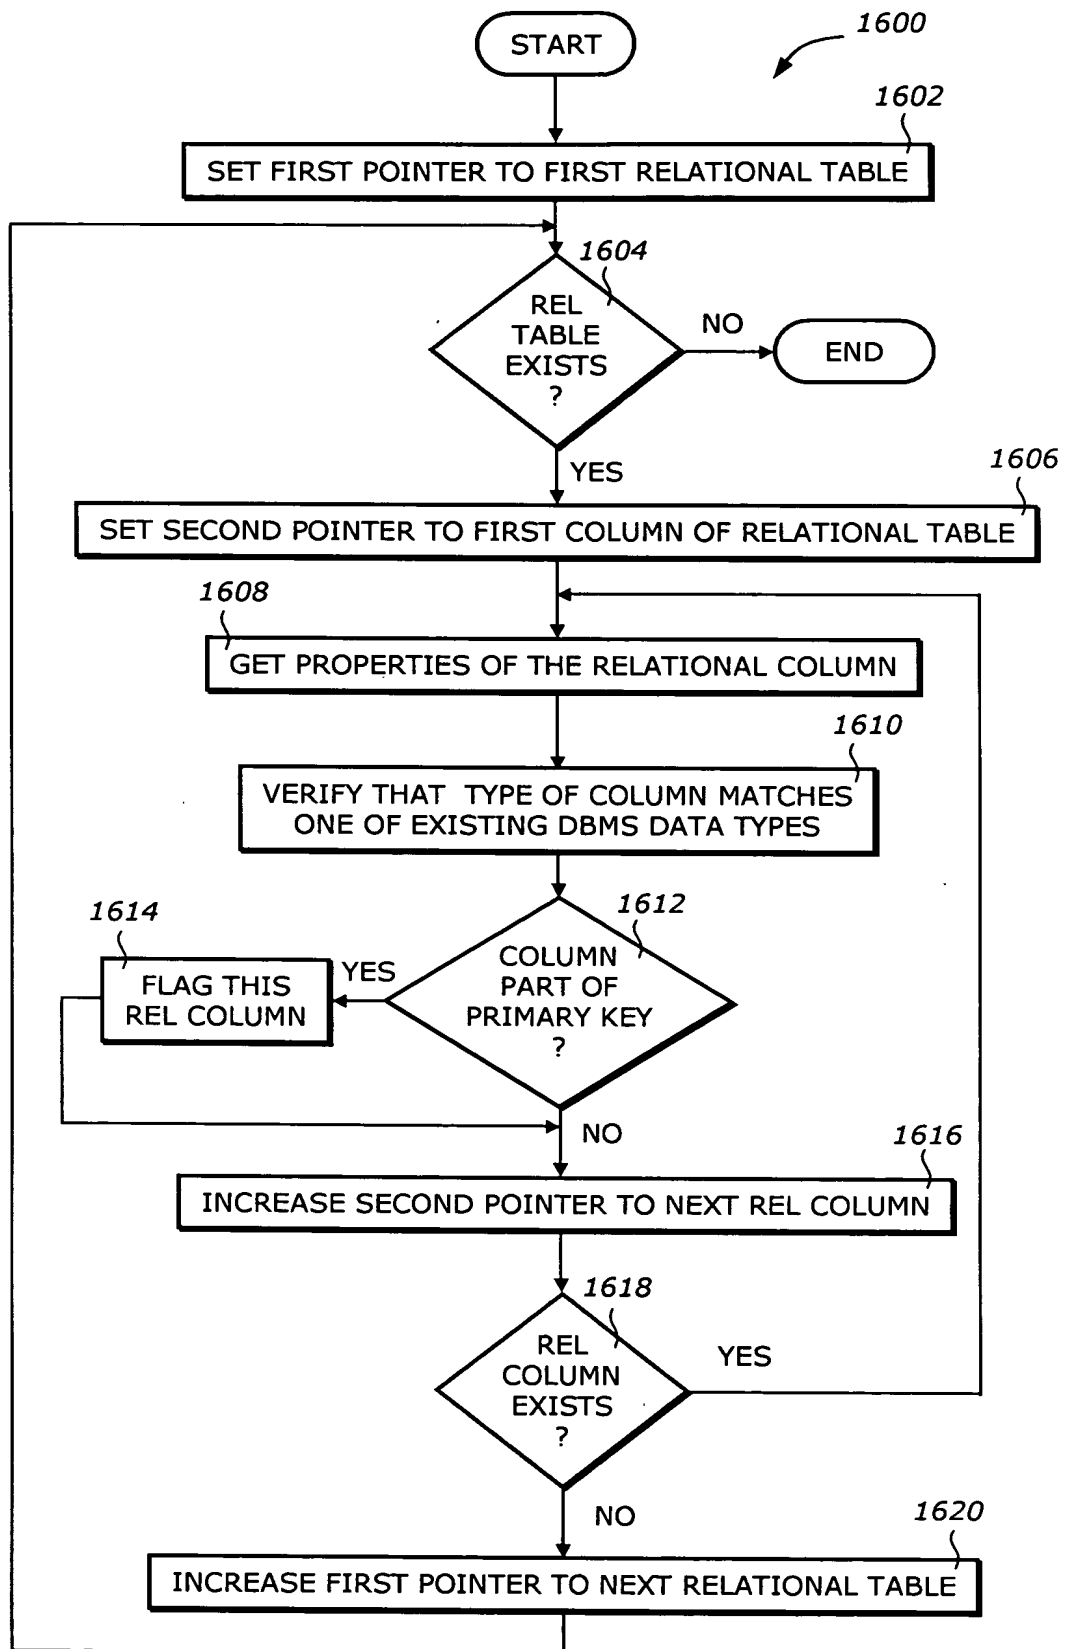 START
1600
1602
SET FIRST POINTER TO FIRST RELATIONAL TABLE
1604
REL
TABLE
EXISTS
?
NO
END
YES
1606
SET SECOND POINTER TO FIRST COLUMN OF RELATIONAL TABLE
1608
GET PROPERTIES OF THE RELATIONAL COLUMN
1610
VERIFY THAT TYPE OF COLUMN MATCHES
ONE OF EXISTING DBMS DATA TYPES
1612
COLUMN
PART OF
PRIMARY KEY
?
YES
1614
FLAG THIS
REL COLUMN
NO
1616
INCREASE SECOND POINTER TO NEXT REL COLUMN
1618
REL
COLUMN
EXISTS
?
YES
NO
1620
INCREASE FIRST POINTER TO NEXT RELATIONAL TABLE